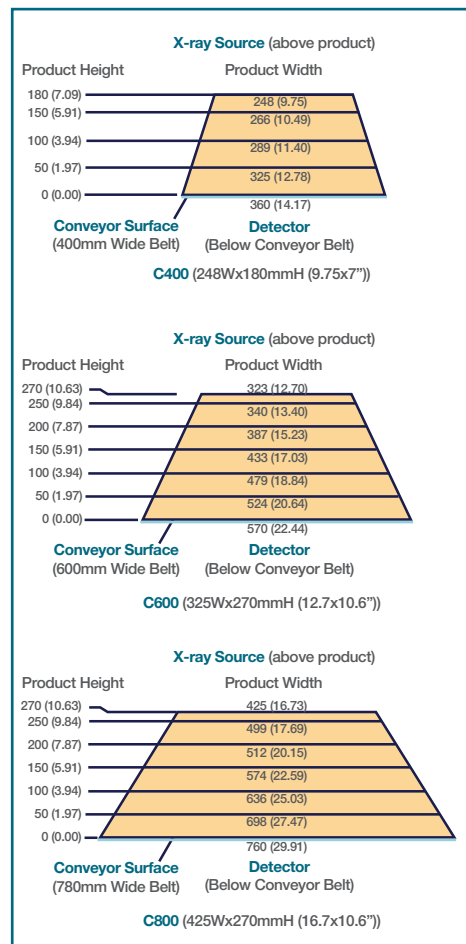 X-ray Source (above product)
Product Height Product Width
180 (7.09)
248 (9.75)
150 (5.91)
266 (10.49)
100 (3.94)
289 (11.40)
50 (1.97)
325 (12.78)
0 (0.00)
360 (14.17)
Conveyor Surface Detector
(400mm Wide Belt) (Below Conveyor Belt)
C400 (248Wx180mmH (9.75x7”))
X-ray Source (above product)
Product Height Product Width
270 (10.63) 323 (12.70)
250 (9.84)
340 (13.40)
200 (7.87)
387 (15.23)
150 (5.91)
433 (17.03)
100 (3.94)
479 (18.84)
50 (1.97)
524 (20.64)
0 (0.00)
570 (22.44)
Conveyor Surface Detector
(600mm Wide Belt) (Below Conveyor Belt)
C600 (325Wx270mmH (12.7x10.6”))
X-ray Source (above product)
Product Height Product Width
270 (10.63) 425 (16.73)
250 (9.84)
499 (17.69)
200 (7.87)
512 (20.15)
150 (5.91)
574 (22.59)
100 (3.94)
636 (25.03)
50 (1.97)
698 (27.47)
0 (0.00)
760 (29.91)
Conveyor Surface Detector
(780mm Wide Belt) (Below Conveyor Belt)
C800 (425Wx270mmH (16.7x10.6”))